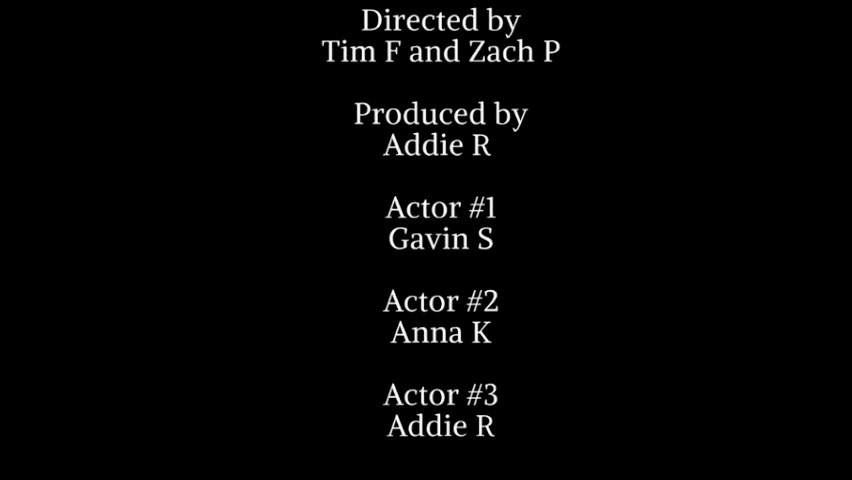 Directed by
Tim F and Zach P
Produced by
Addie R
Actor #1
Gavin S
Actor #2
Anna K
Actor #3
Addie R